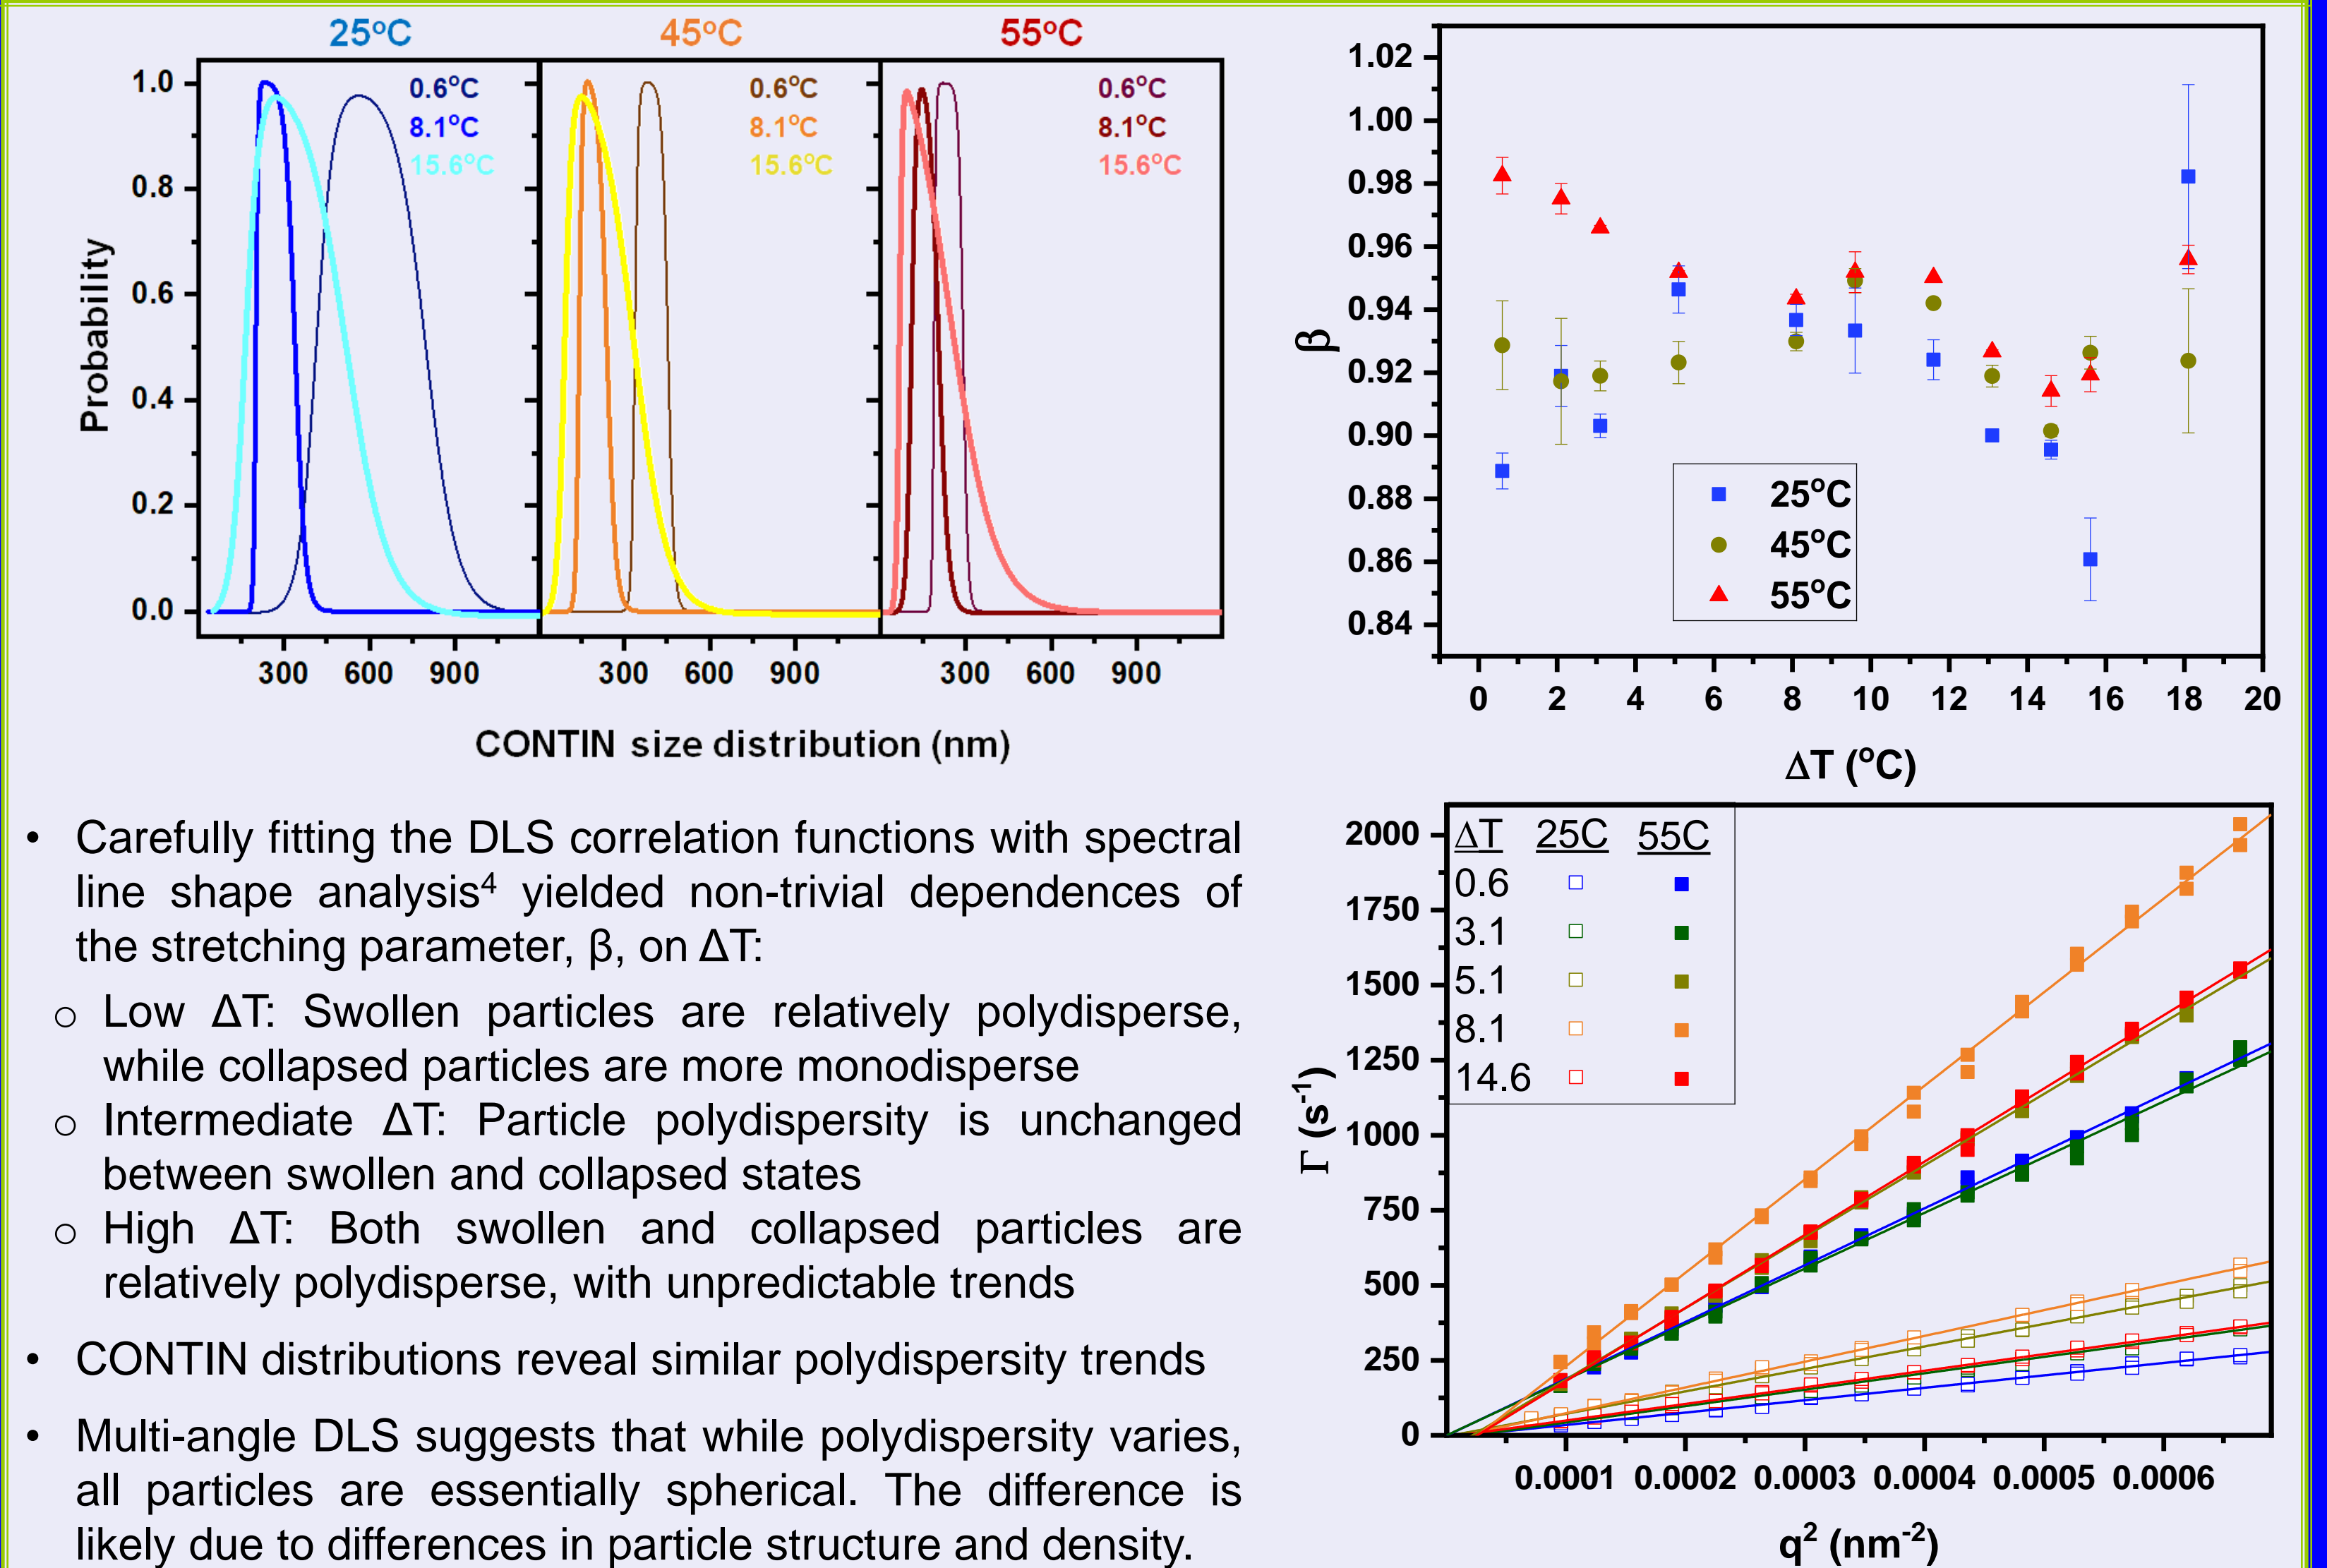 25°C 45°C 55°C
0.6°C
8.1°C
15.6°C
0.6°C
8.1°C
15.6°C
0.6°C
8.1°C
15.6°C
Probability
1.0
0.8
0.6
0.4
0.2
0.0
300 600 900 300 600 900 300 600 900
CONTIN size distribution (nm)
β
1.02
1.00
0.98
0.96
0.94
0.92
0.90
0.88
0.86
0.84
25°C
45°C
55°C
0 2 4 6 8 10 12 14 16 18 20
ΔT (°C)
• Carefully fitting the DLS correlation functions with spectral
line shape analysis⁴ yielded non-trivial dependences of
the stretching parameter, β, on ΔT:
o Low ΔT: Swollen particles are relatively polydisperse,
while collapsed particles are more monodisperse
o Intermediate ΔT: Particle polydispersity is unchanged
between swollen and collapsed states
o High ΔT: Both swollen and collapsed particles are
relatively polydisperse, with unpredictable trends
• CONTIN distributions reveal similar polydispersity trends
• Multi-angle DLS suggests that while polydispersity varies,
all particles are essentially spherical. The difference is
likely due to differences in particle structure and density.
Γ (s⁻¹)
2000
1750
1500
1250
1000
750
500
250
0
ΔT 25C 55C
0.6
3.1
5.1
8.1
14.6
0.0001 0.0002 0.0003 0.0004 0.0005 0.0006
q² (nm⁻²)